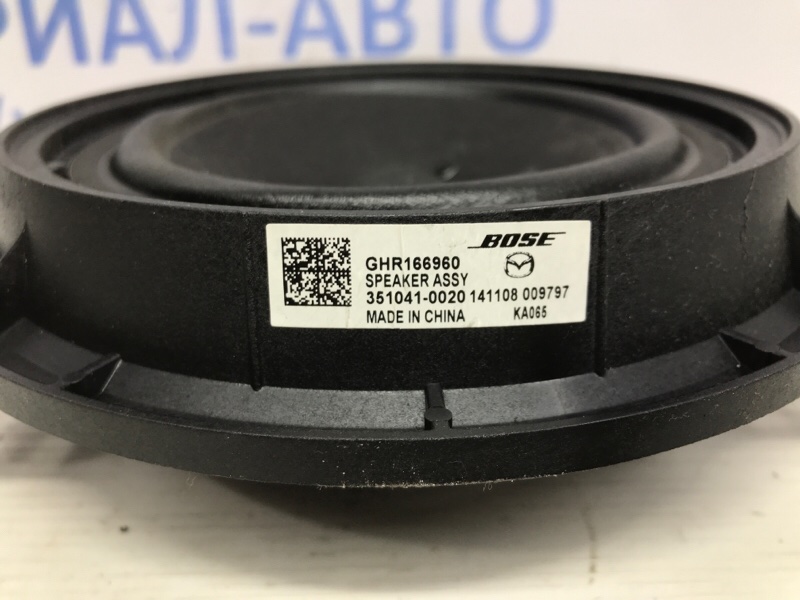 РИАЛ-АВТО
BOSE
GHR166960
SPEAKER ASSY
351041-0020 141108 009797
MADE IN CHINA KA065